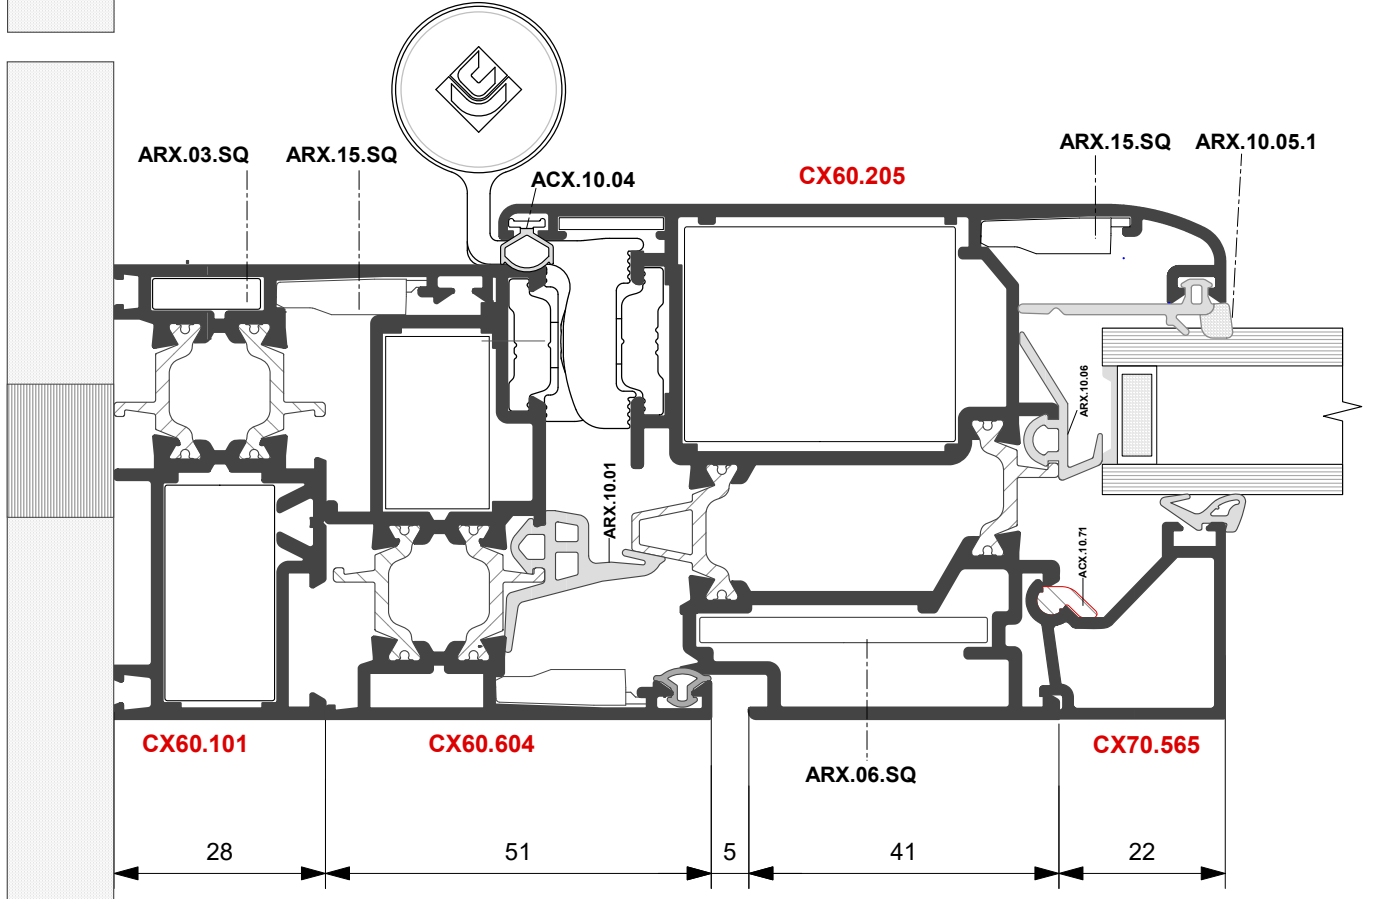 ARX.03.SQ
ARX.15.SQ
ACX.10.04
CX60.205
ARX.15.SQ
ARX.10.05.1
ARX.10.06
ARX.10.01
ACX.10.71
CX60.101
CX60.604
ARX.06.SQ
CX70.565
28
51
5
41
22